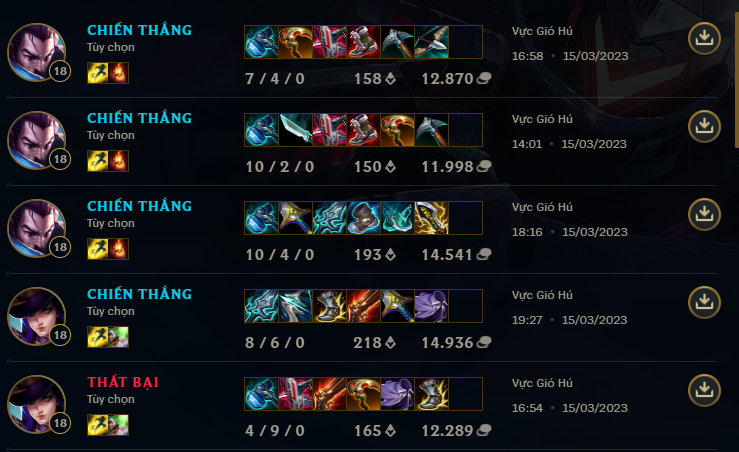 CHIẾN THẮNG
Tùy chọn
18
7 / 4 / 0 158 12.870
Vực Gió Hú
16:58 • 15/03/2023
CHIẾN THẮNG
Tùy chọn
18
10 / 2 / 0 150 11.998
Vực Gió Hú
14:01 • 15/03/2023
CHIẾN THẮNG
Tùy chọn
18
10 / 4 / 0 193 14.541
Vực Gió Hú
18:16 • 15/03/2023
CHIẾN THẮNG
Tùy chọn
18
8 / 6 / 0 218 14.936
Vực Gió Hú
19:27 • 15/03/2023
THẤT BẠI
Tùy chọn
18
4 / 9 / 0 165 12.289
Vực Gió Hú
16:54 • 15/03/2023